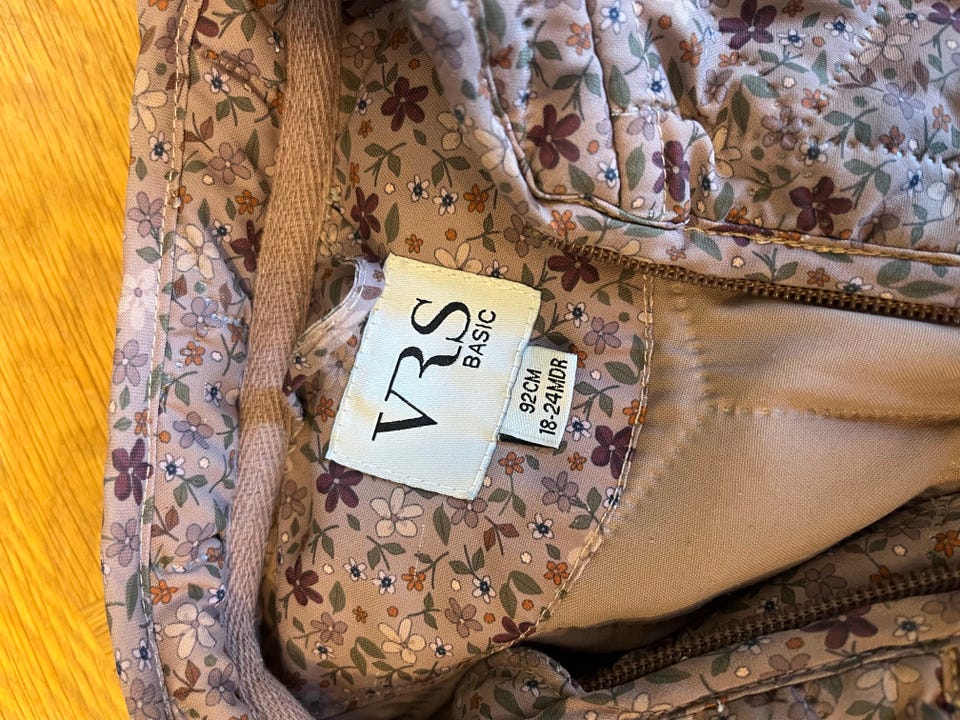 VRS
BASIC
92CM
18-24MDR